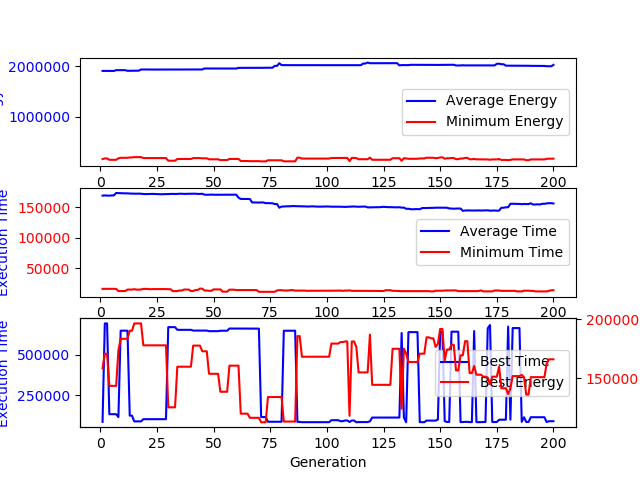 2000000
1000000
Average Energy
Minimum Energy
0 25 50 75 100 125 150 175 200
Execution Time
150000
100000
50000
Average Time
Minimum Time
0 25 50 75 100 125 150 175 200
Execution Time
500000
250000
200000
150000
Best Time
Best Energy
0 25 50 75 100 125 150 175 200
Generation